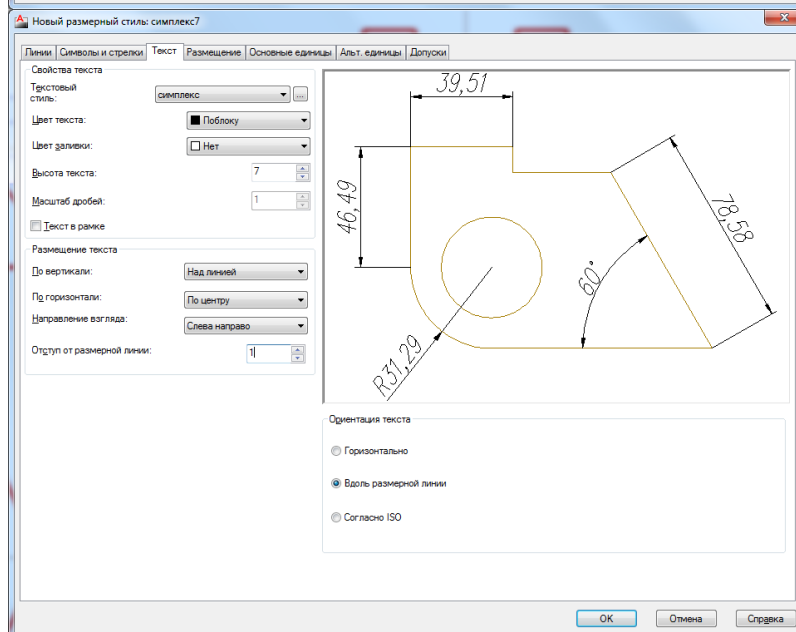 Новый размерный стиль: симплекс7
Линии Символы и стрелки Текст Размещение Основные единицы Альт. единицы Допуски
Свойства текста
Текстовый
стиль:
симплекс
...
Цвет текста:
Поблоку
Цвет заливки:
Нет
Высота текста:
7
Масштаб дробей:
1
Текст в рамке
Размещение текста
По вертикали:
Над линией
По горизонтали:
По центру
Направление взгляда:
Слева направо
Отступ от размерной линии:
1
39,51
46,49
78,58
60°
R31,29
Ориентация текста
Горизонтально
Вдоль размерной линии
Согласно ISO
OK Отмена Справка